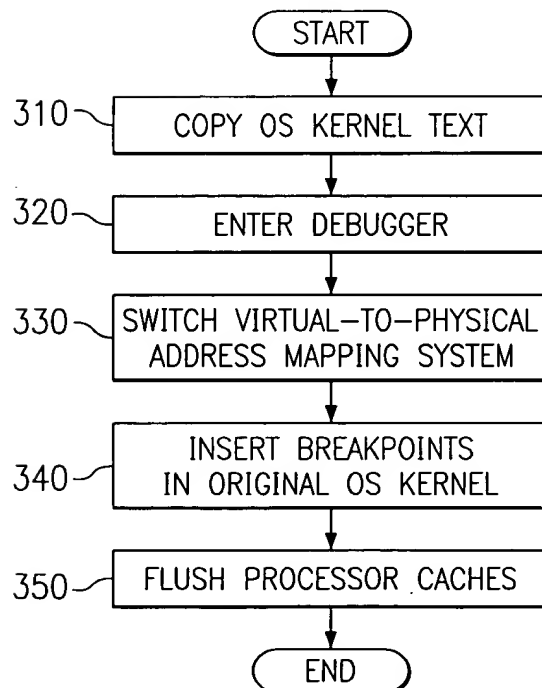 START
310
COPY OS KERNEL TEXT
320
ENTER DEBUGGER
330
SWITCH VIRTUAL-TO-PHYSICAL
ADDRESS MAPPING SYSTEM
340
INSERT BREAKPOINTS
IN ORIGINAL OS KERNEL
350
FLUSH PROCESSOR CACHES
END